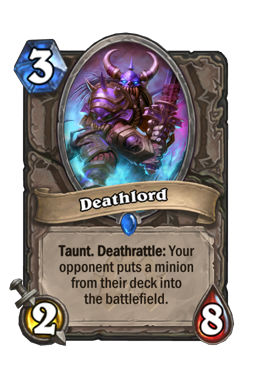 3
Deathlord
Taunt. Deathrattle: Your
opponent puts a minion
from their deck into
the battlefield.
2
8